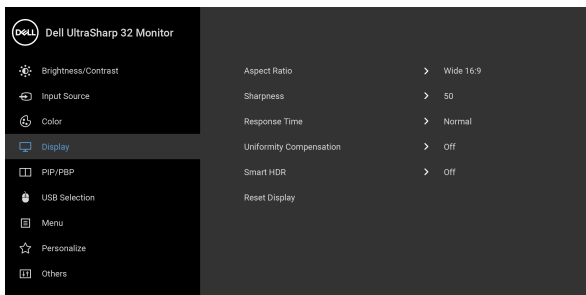 DELL Dell UltraSharp 32 Monitor
Brightness/Contrast
Input Source
Color
Display
PIP/PBP
USB Selection
Menu
Personalize
Others
Aspect Ratio > Wide 16:9
Sharpness > 50
Response Time > Normal
Uniformity Compensation > Off
Smart HDR > Off
Reset Display